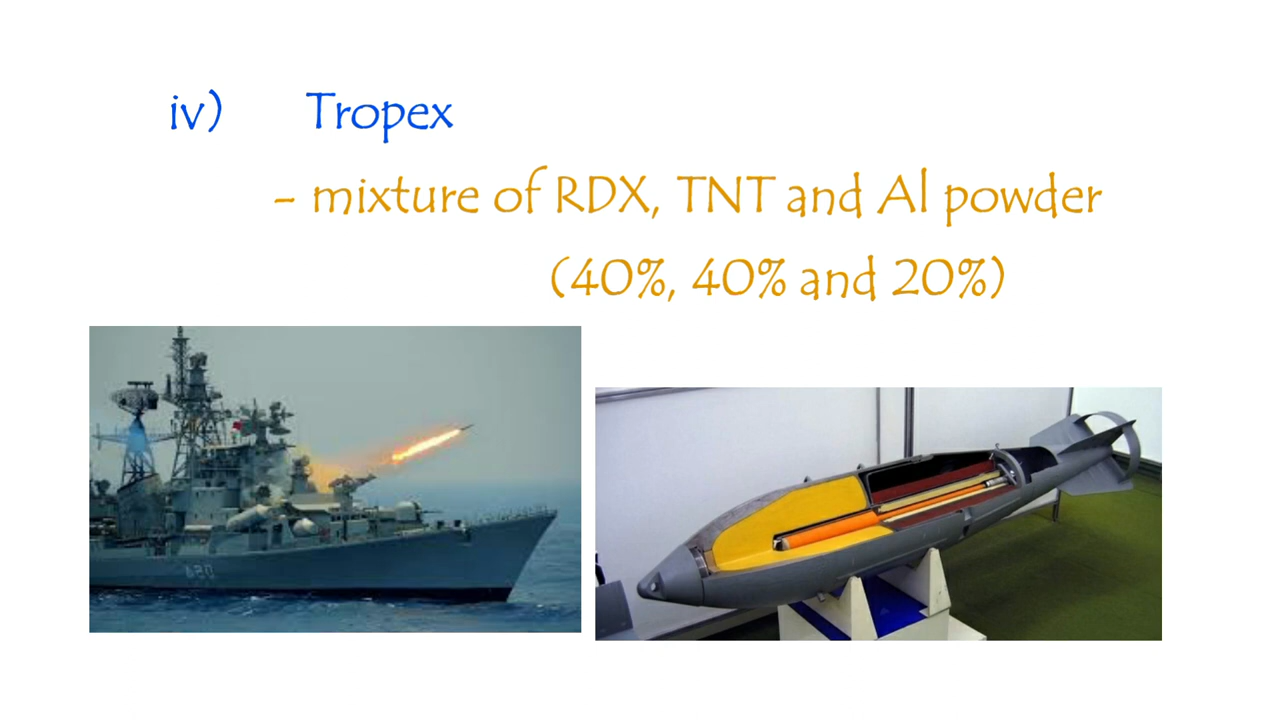 iv) Tropex
- mixture of RDX, TNT and Al powder
(40%, 40% and 20%)